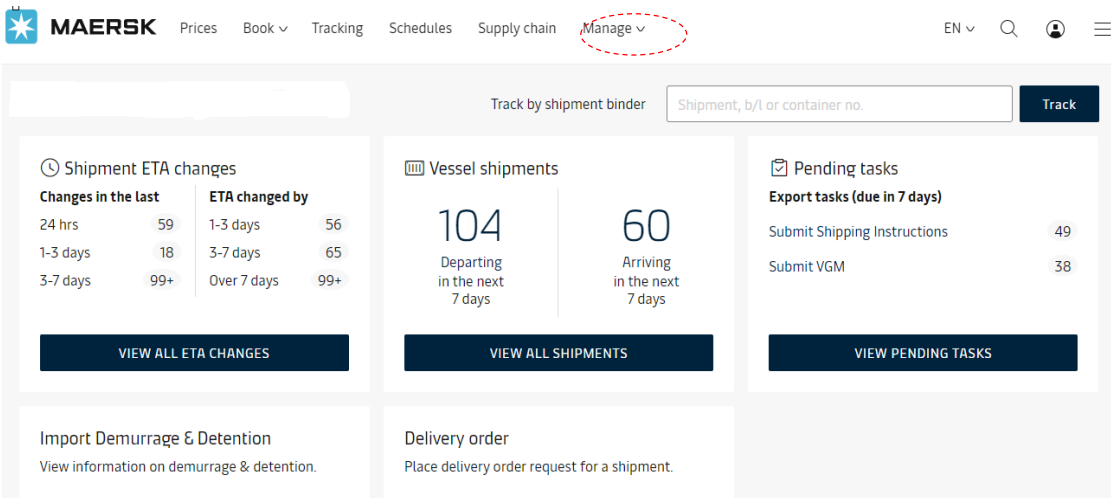 MAERSK Prices Book Tracking Schedules Supply chain Manage EN
Track by shipment binder Shipment, b/l or container no. Track
Shipment ETA changes
Changes in the last ETA changed by
24 hrs 59 1-3 days 56
1-3 days 18 3-7 days 65
3-7 days 99+ Over 7 days 99+
VIEW ALL ETA CHANGES
Vessel shipments
104 60
Departing Arriving
in the next in the next
7 days 7 days
VIEW ALL SHIPMENTS
Pending tasks
Export tasks (due in 7 days)
Submit Shipping Instructions 49
Submit VGM 38
VIEW PENDING TASKS
Import Demurrage & Detention
View information on demurrage & detention.
Delivery order
Place delivery order request for a shipment.